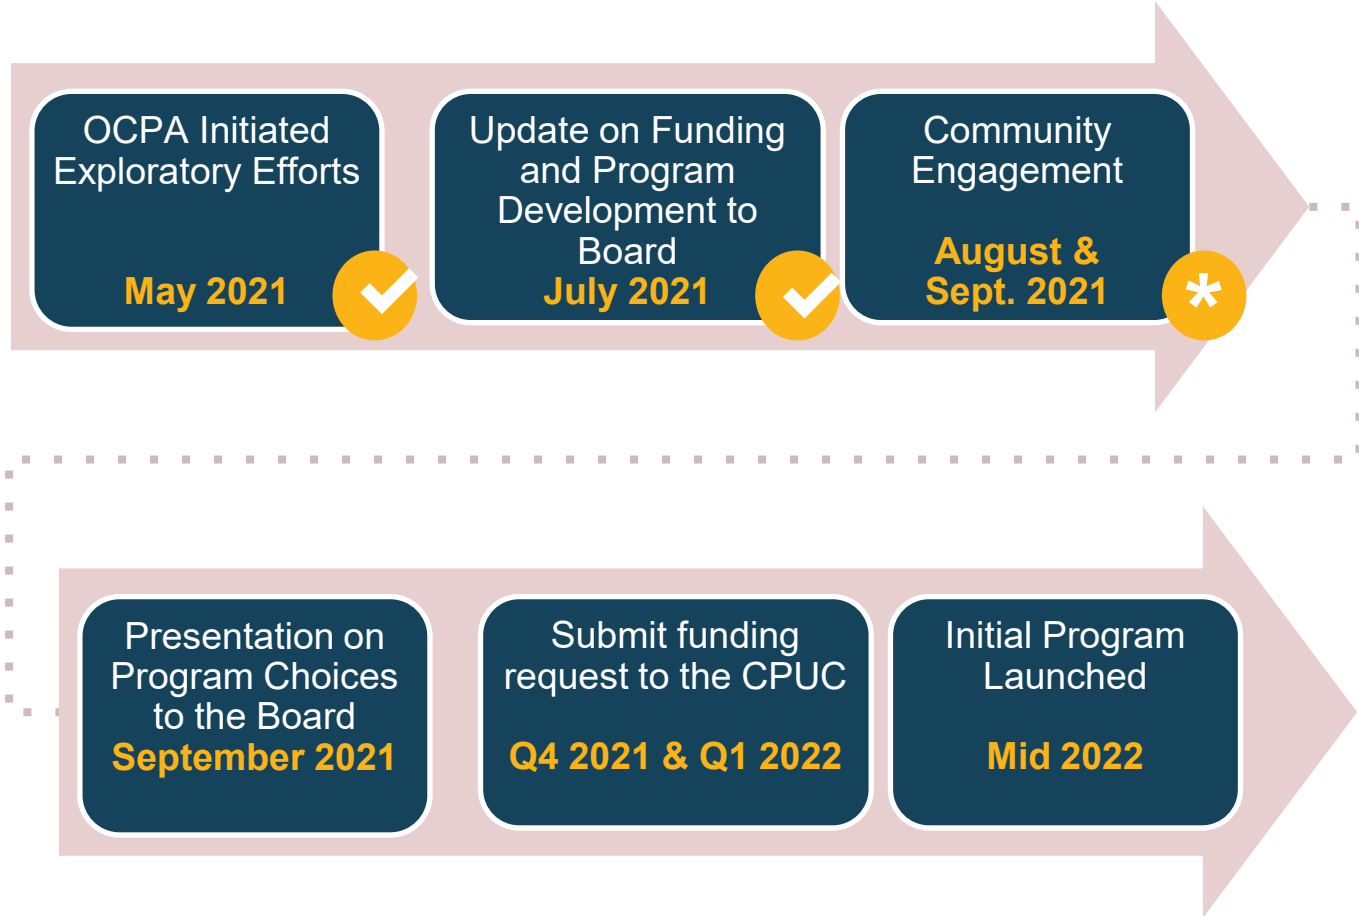 OCPA Initiated
Exploratory Efforts
May 2021
Update on Funding
and Program
Development to
Board
July 2021
Community
Engagement
August &
Sept. 2021
*
Presentation on
Program Choices
to the Board
September 2021
Submit funding
request to the CPUC
Q4 2021 & Q1 2022
Initial Program
Launched
Mid 2022